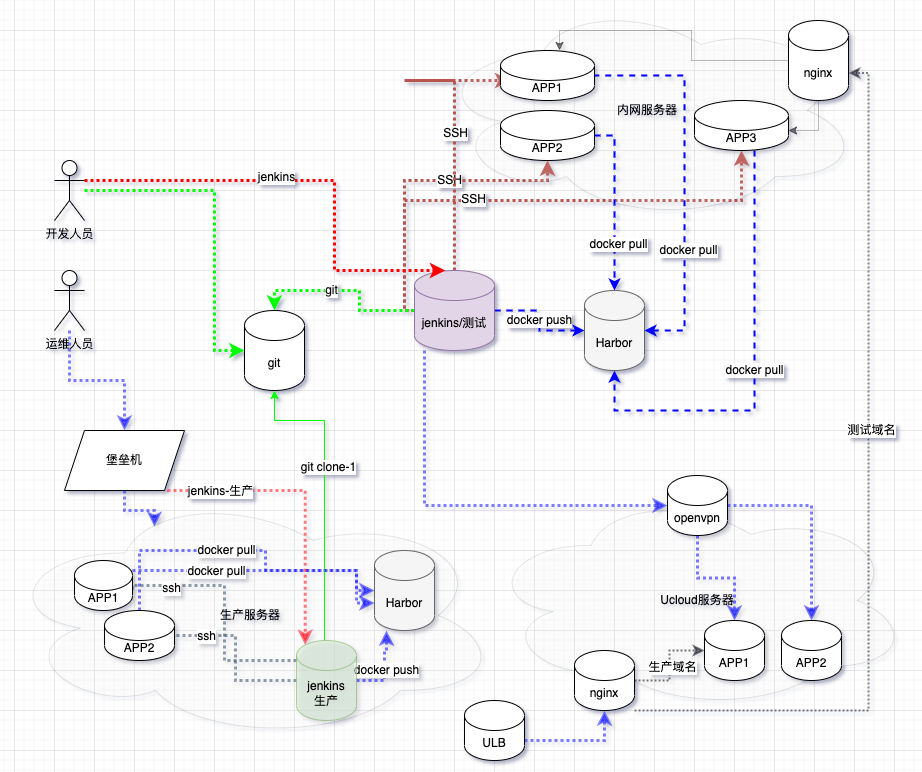 nginx
APP1
内网服务器
SSH
APP2
APP3
jenkins
SSH
SSH
开发人员
docker pull
docker pull
git
jenkins/测试
docker push
Harbor
运维人员
git
docker pull
测试域名
堡垒机
git clone-1
jenkins-生产
openvpn
docker pull
docker pull
ssh
APP1
Harbor
Ucloud服务器
生产服务器
ssh
APP2
docker push
jenkins
生产
生产域名
APP1
APP2
nginx
ULB